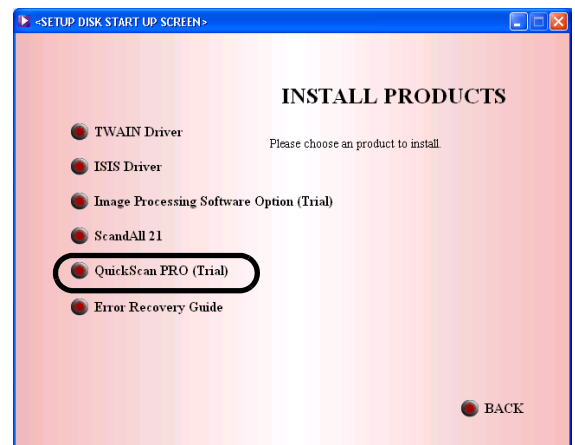 <SETUP DISK START UP SCREEN>
INSTALL PRODUCTS
Please choose an product to install.
TWAIN Driver
ISIS Driver
Image Processing Software Option (Trial)
ScandAll 21
QuickScan PRO (Trial)
Error Recovery Guide
BACK